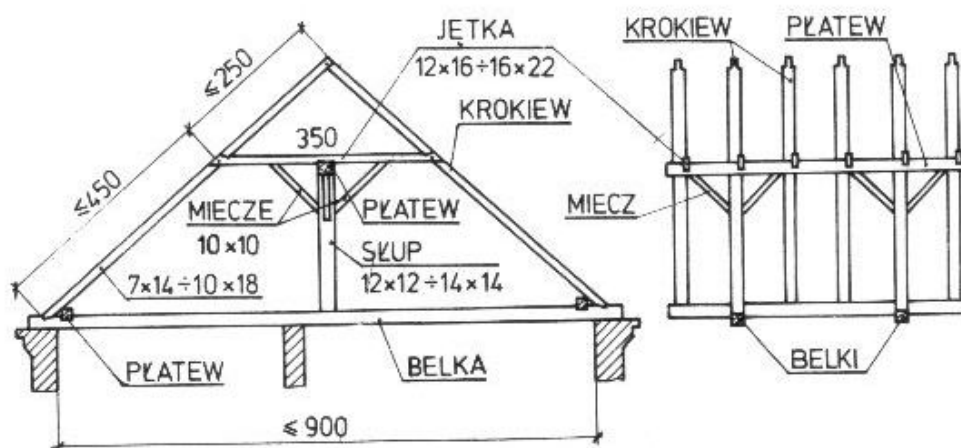 ≤250
≤450
JĘTKA
12×16÷16×22
KROKIEW
350
MIECZE
10×10
PŁATEW
SŁUP
12×12÷14×14
7×14÷10×18
PŁATEW
BELKA
≤900
KROKIEW
PŁATEW
MIECZ
BELKI